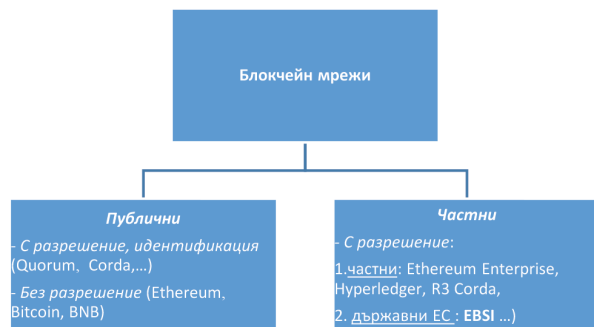 Блокчейн мрежи
Публични
- С разрешение, идентификация
(Quorum, Corda,...)
- Без разрешение (Ethereum,
Bitcoin, BNB)
Частни
- С разрешение:
1.частни: Ethereum Enterprise,
Hyperledger, R3 Corda,
2. държавни ЕС : EBSI ...)